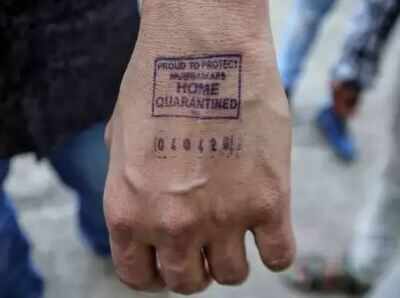 PROUD TO PROTECT
MUMBAIKARS
HOME
QUARANTINED
040420